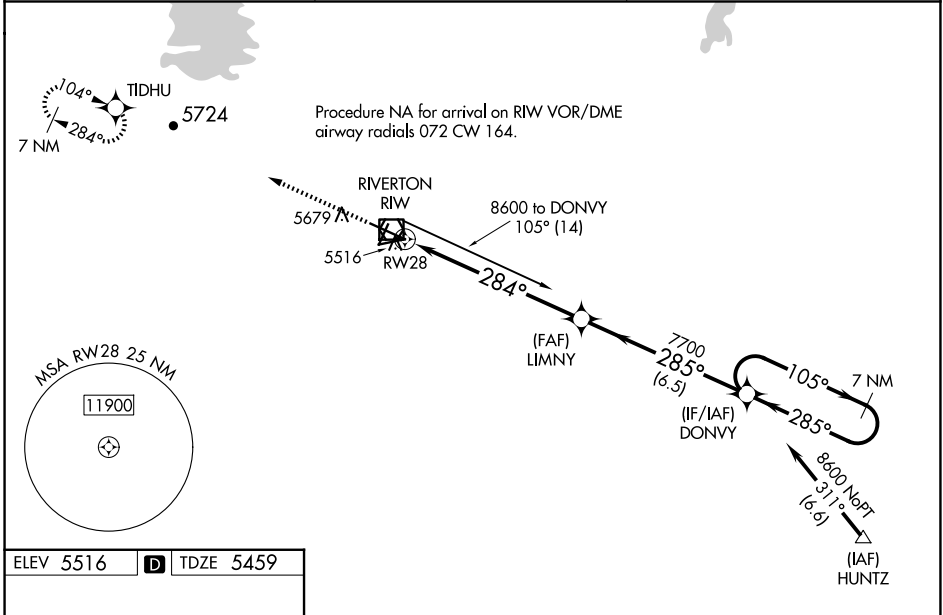 104°
TIDHU
5724
284°
7 NM
Procedure NA for arrival on RIW VOR/DME
airway radials 072 CW 164.
RIVERTON
RIW
5679
8600 to DONVY
105° (14)
5516
RW28
284°
(FAF)
LIMNY
7700
285°
(6.5)
105°
7 NM
(IF/IAF)
DONVY
285°
8600 NoPT
311°
(6.6)
(IAF)
HUNTZ
MSA RW28 25 NM
11900
ELEV 5516 D TDZE 5459